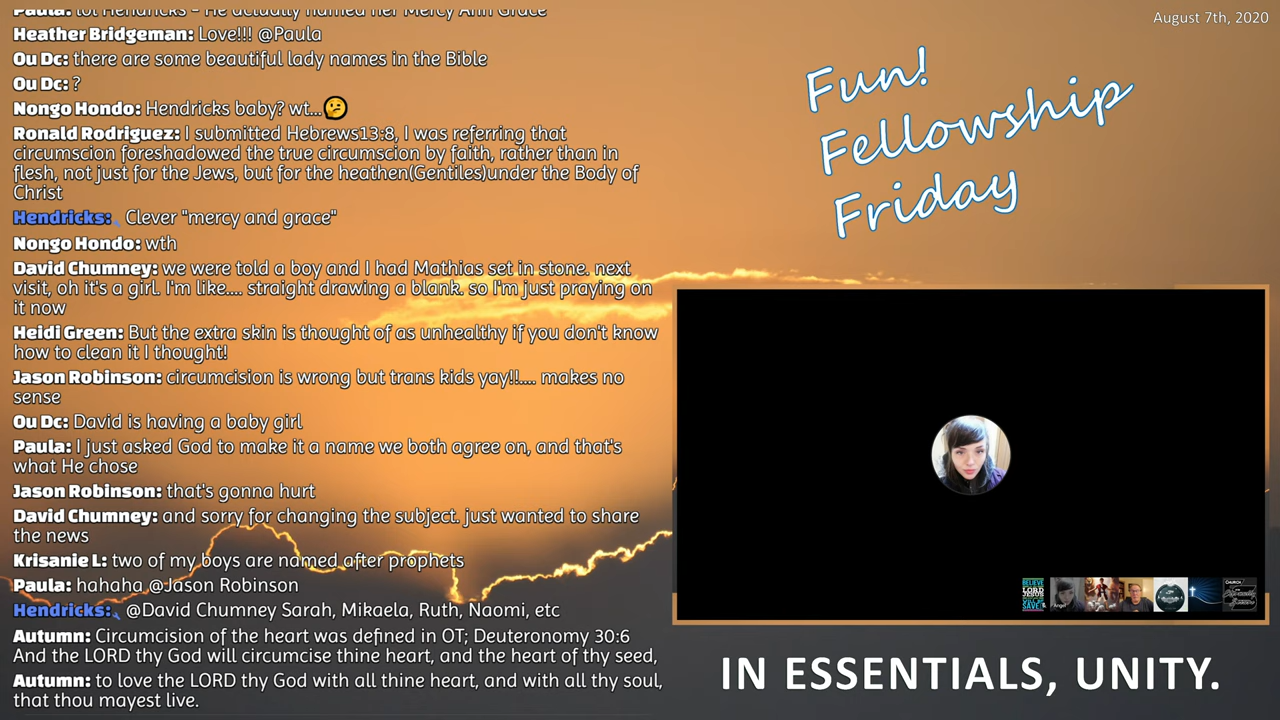 Paula: lol Hendricks - He actually named her Mercy Ann Grace
Heather Bridgeman: Love!!! @Paula
Ou Dc: there are some beautiful lady names in the Bible
Ou Dc: ?
Nongo Hondo: Hendricks baby? wt...🤔
Ronald Rodriguez: I submitted Hebrews13:8, I was referring that
circumscion foreshadowed the true circumscion by faith, rather than in
flesh, not just for the Jews, but for the heathen(Gentiles)under the Body of
Christ
Hendricks: Clever "mercy and grace"
Nongo Hondo: wth
David Chumney: we were told a boy and I had Mathias set in stone. next
visit, oh it's a girl. I'm like.... straight drawing a blank. so I'm just praying on
it now
Heidi Green: But the extra skin is thought of as unhealthy if you don't know
how to clean it I thought!
Jason Robinson: circumcision is wrong but trans kids yay!!.... makes no
sense
Ou Dc: David is having a baby girl
Paula: I just asked God to make it a name we both agree on, and that's
what He chose
Jason Robinson: that's gonna hurt
David Chumney: and sorry for changing the subject. just wanted to share
the news
Krisanie L: two of my boys are named after prophets
Paula: hahaha @Jason Robinson
Hendricks: @David Chumney Sarah, Mikaela, Ruth, Naomi, etc
Autumn: Circumcision of the heart was defined in OT; Deuteronomy 30:6
And the LORD thy God will circumcise thine heart, and the heart of thy seed,
Autumn: to love the LORD thy God with all thine heart, and with all thy soul,
that thou mayest live.
August 7th, 2020
Fun!
Fellowship
Friday
BELIEVE
LORD
JESUS
SAVE
Angel
CHURCH
IN ESSENTIALS, UNITY.